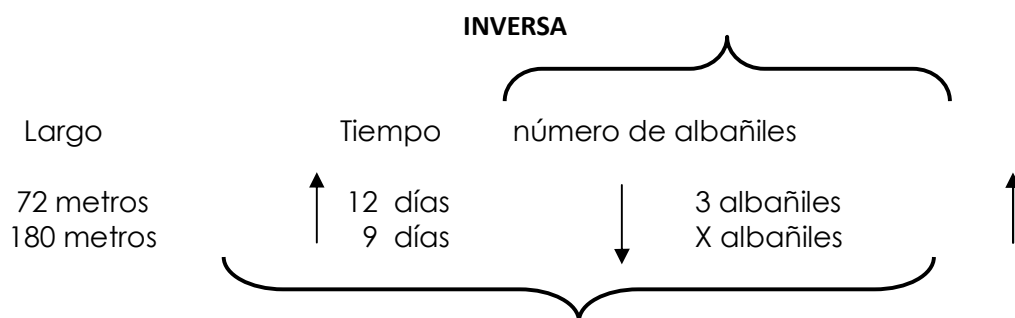 INVERSA
Largo Tiempo número de albañiles
72 metros 12 días 3 albañiles
180 metros 9 días X albañiles